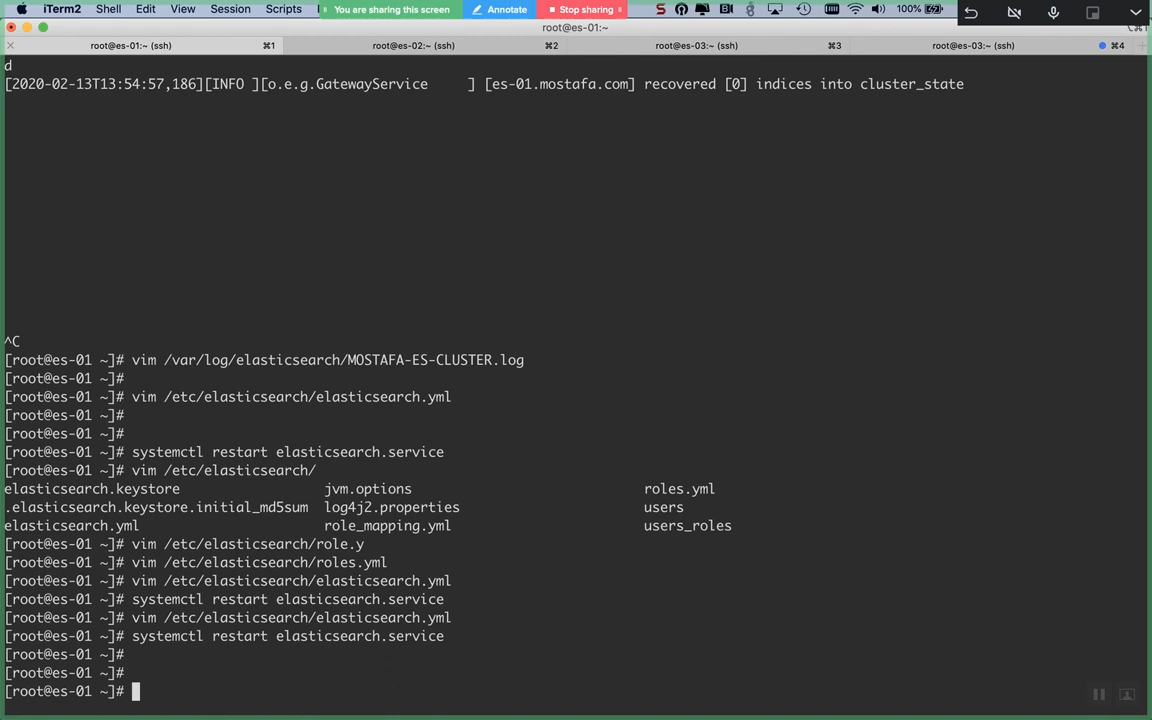 iTerm2 Shell Edit View Session Scripts You are sharing this screen Annotate Stop sharing 100%
root@es-01:~
root@es-01:~ (ssh) ⌘1 root@es-02:~ (ssh) ⌘2 root@es-03:~ (ssh) ⌘3 root@es-03:~ (ssh) ⌘4
d
[2020-02-13T13:54:57,186][INFO ][o.e.g.GatewayService     ] [es-01.mostafa.com] recovered [0] indices into cluster_state
^C
[root@es-01 ~]# vim /var/log/elasticsearch/MOSTAFA-ES-CLUSTER.log
[root@es-01 ~]#
[root@es-01 ~]# vim /etc/elasticsearch/elasticsearch.yml
[root@es-01 ~]#
[root@es-01 ~]#
[root@es-01 ~]# systemctl restart elasticsearch.service
[root@es-01 ~]# vim /etc/elasticsearch/
elasticsearch.keystore jvm.options roles.yml
.elasticsearch.keystore.initial_md5sum log4j2.properties users
elasticsearch.yml role_mapping.yml users_roles
[root@es-01 ~]# vim /etc/elasticsearch/role.y
[root@es-01 ~]# vim /etc/elasticsearch/roles.yml
[root@es-01 ~]# vim /etc/elasticsearch/elasticsearch.yml
[root@es-01 ~]# systemctl restart elasticsearch.service
[root@es-01 ~]# vim /etc/elasticsearch/elasticsearch.yml
[root@es-01 ~]# systemctl restart elasticsearch.service
[root@es-01 ~]#
[root@es-01 ~]#
[root@es-01 ~]#